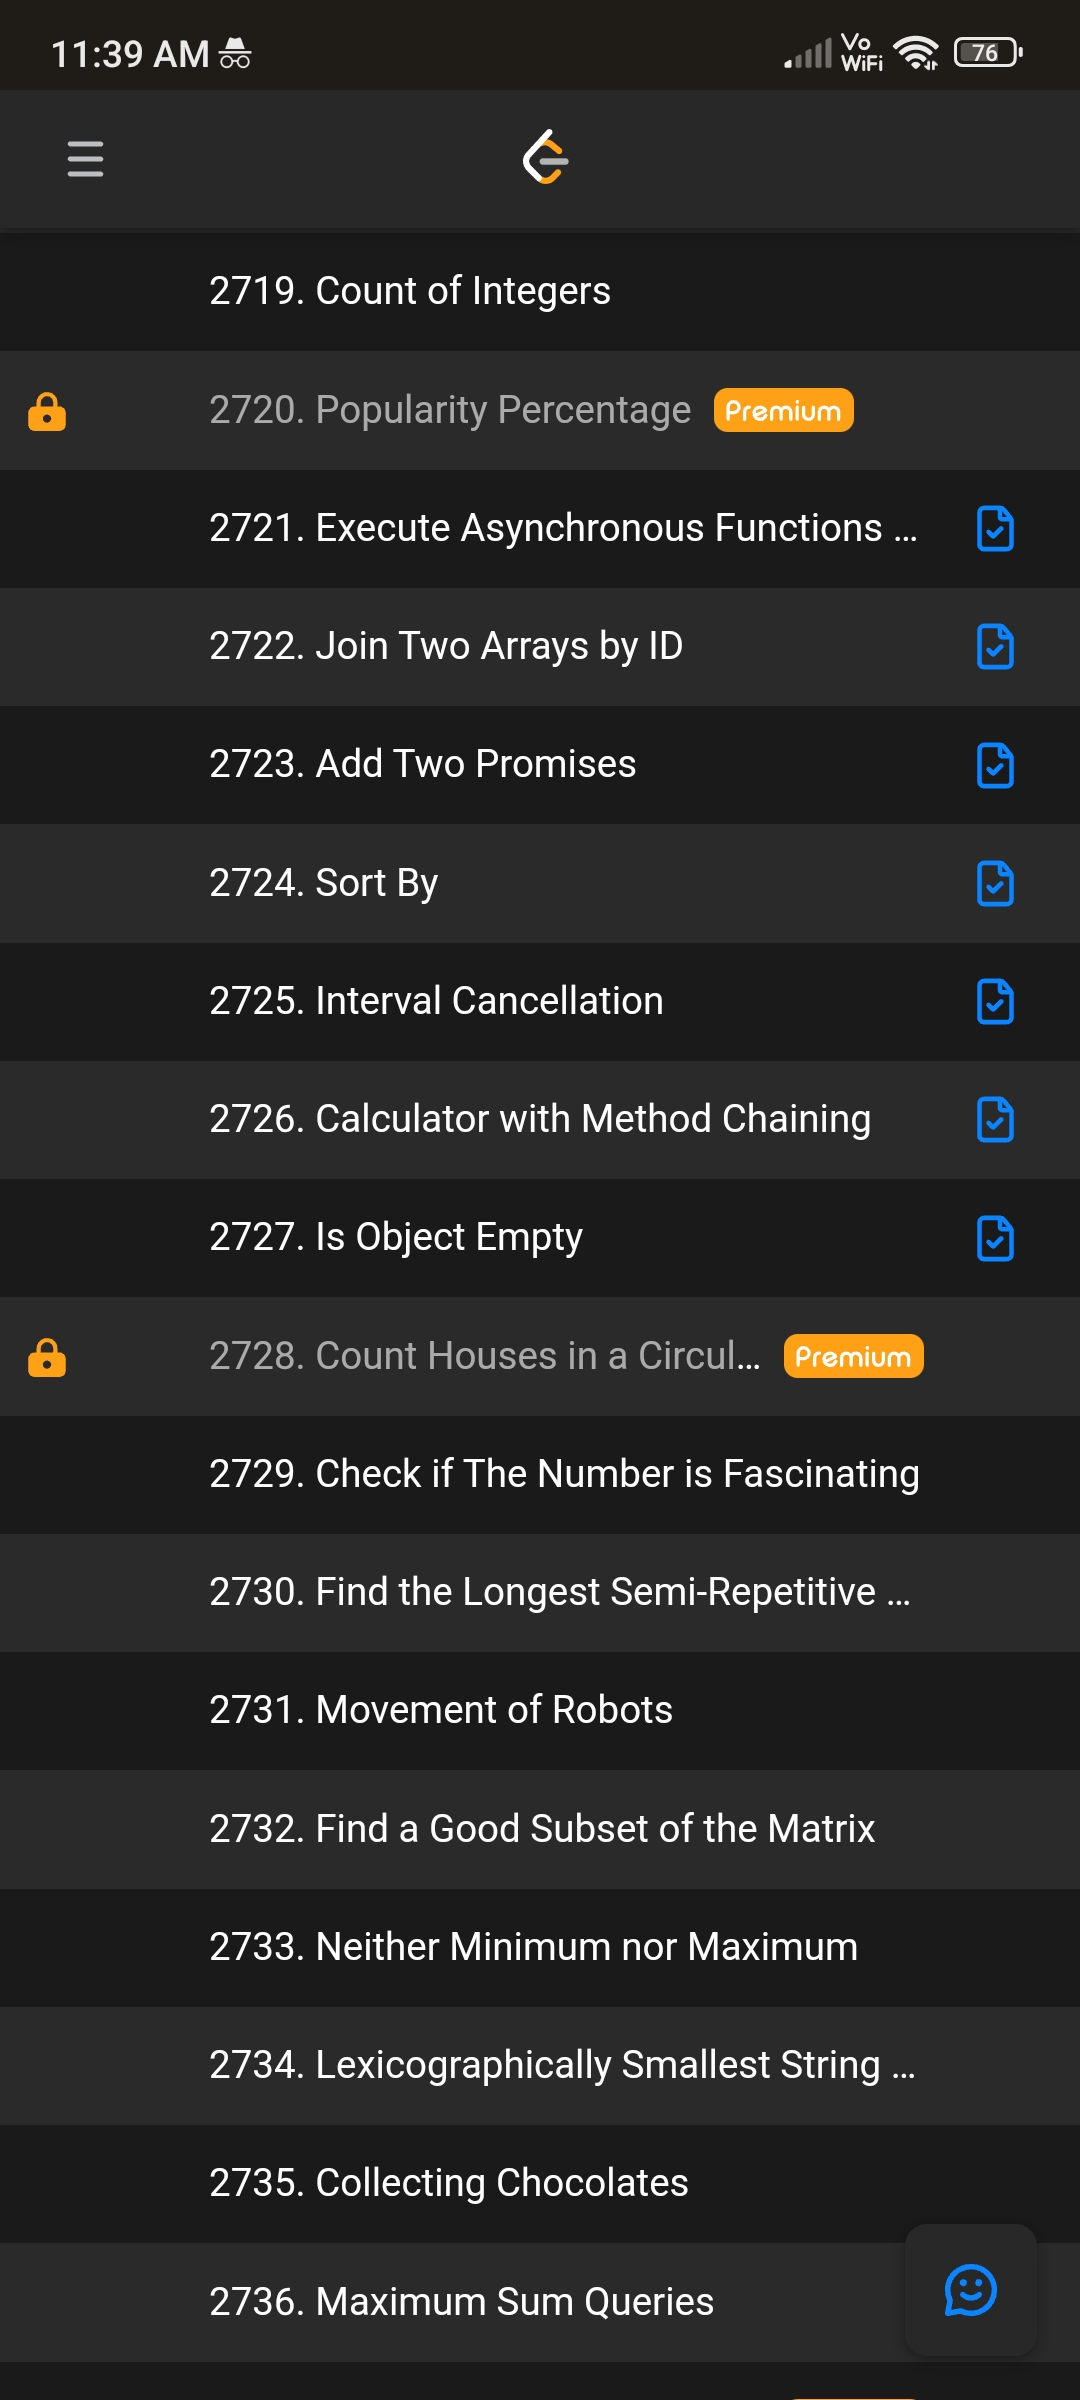 11:39 AM
Vo WiFi
76
2719. Count of Integers
2720. Popularity Percentage Premium
2721. Execute Asynchronous Functions ...
2722. Join Two Arrays by ID
2723. Add Two Promises
2724. Sort By
2725. Interval Cancellation
2726. Calculator with Method Chaining
2727. Is Object Empty
2728. Count Houses in a Circul... Premium
2729. Check if The Number is Fascinating
2730. Find the Longest Semi-Repetitive ...
2731. Movement of Robots
2732. Find a Good Subset of the Matrix
2733. Neither Minimum nor Maximum
2734. Lexicographically Smallest String ...
2735. Collecting Chocolates
2736. Maximum Sum Queries